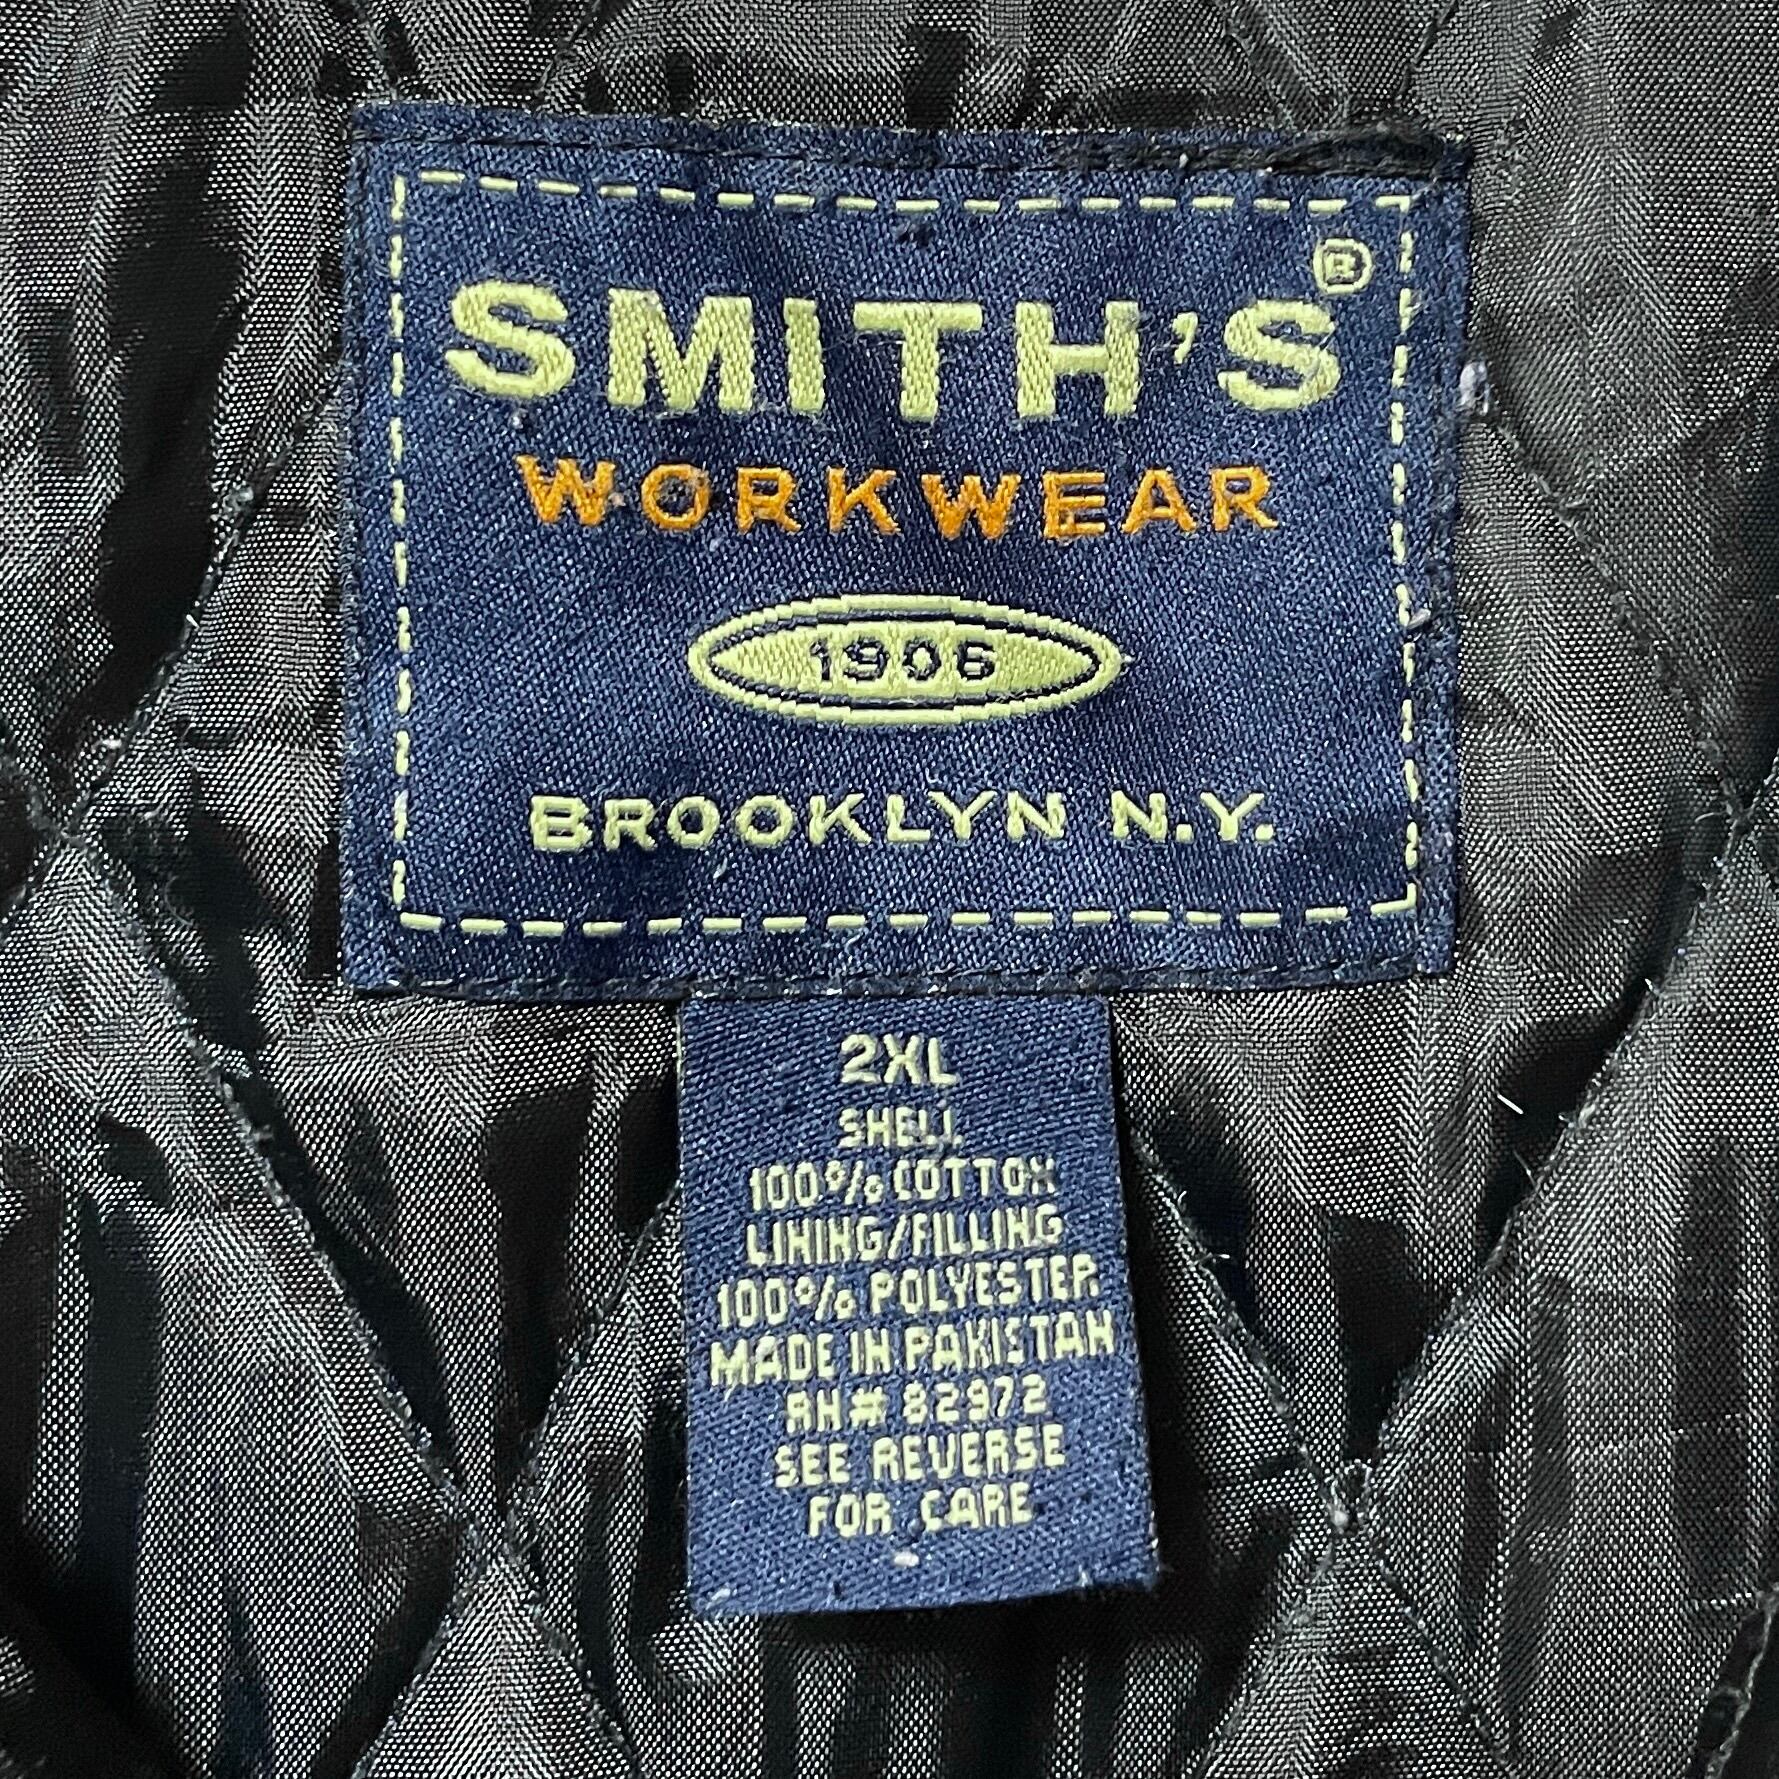 SMITH'S®
WORKWEAR
1906
BROOKLYN N.Y.
2XL
SHELL
100% COTTON
LINING/FILLING
100% POLYESTER
MADE IN PAKISTAN
RN# 82972
SEE REVERSE
FOR CARE